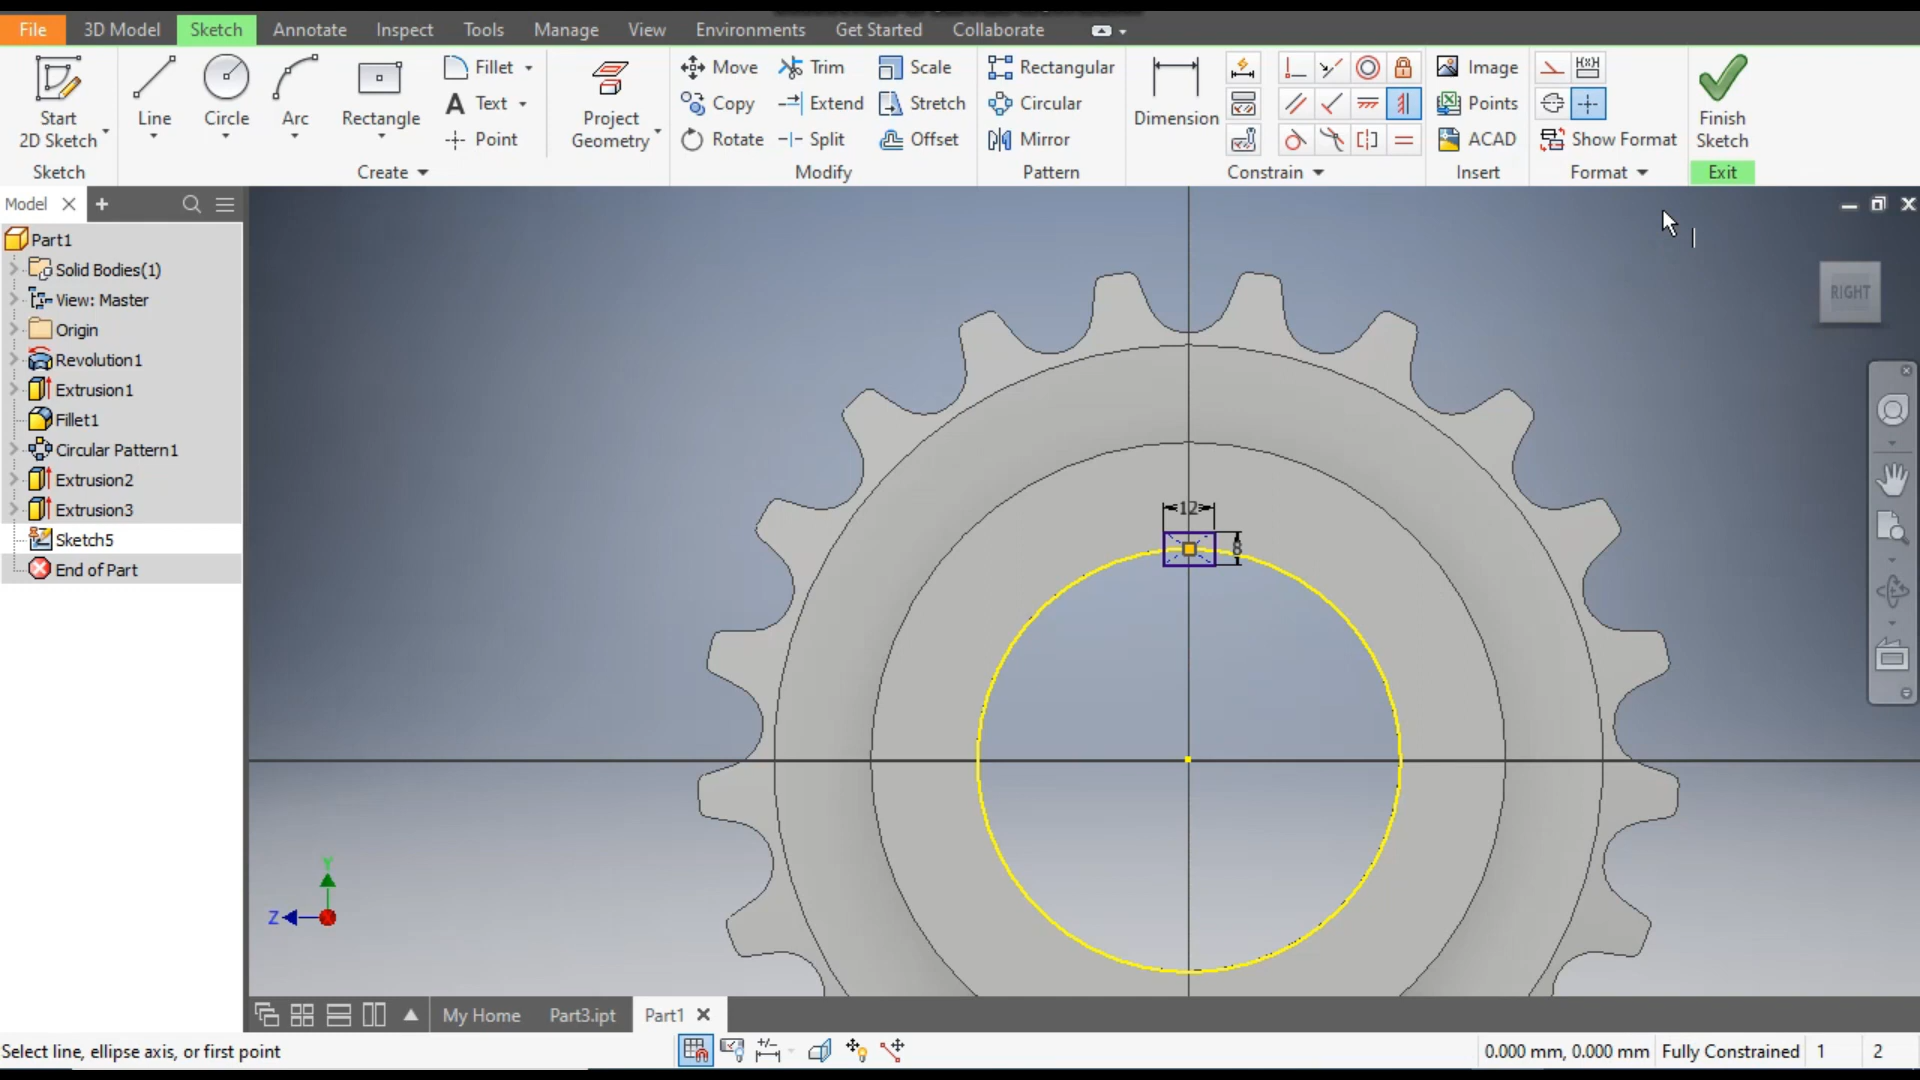 File 3D Model Sketch Annotate Inspect Tools Manage View Environments Get Started Collaborate
Start
2D Sketch
Line
Circle
Arc
Rectangle
Fillet
Text
Point
Project
Geometry
Move
Copy
Rotate
Trim
Extend
Split
Scale
Stretch
Offset
Rectangular
Circular
Mirror
Dimension
Image
Points
ACAD
Show Format
Finish
Sketch
Sketch Create Modify Pattern Constrain Insert Format Exit
Model
Part1
Solid Bodies(1)
View: Master
Origin
Revolution1
Extrusion1
Fillet1
Circular Pattern1
Extrusion2
Extrusion3
Sketch5
End of Part
RIGHT
12
8
Y
Z
My Home Part3.ipt Part1
Select line, ellipse axis, or first point
0.000 mm, 0.000 mm Fully Constrained 1 2